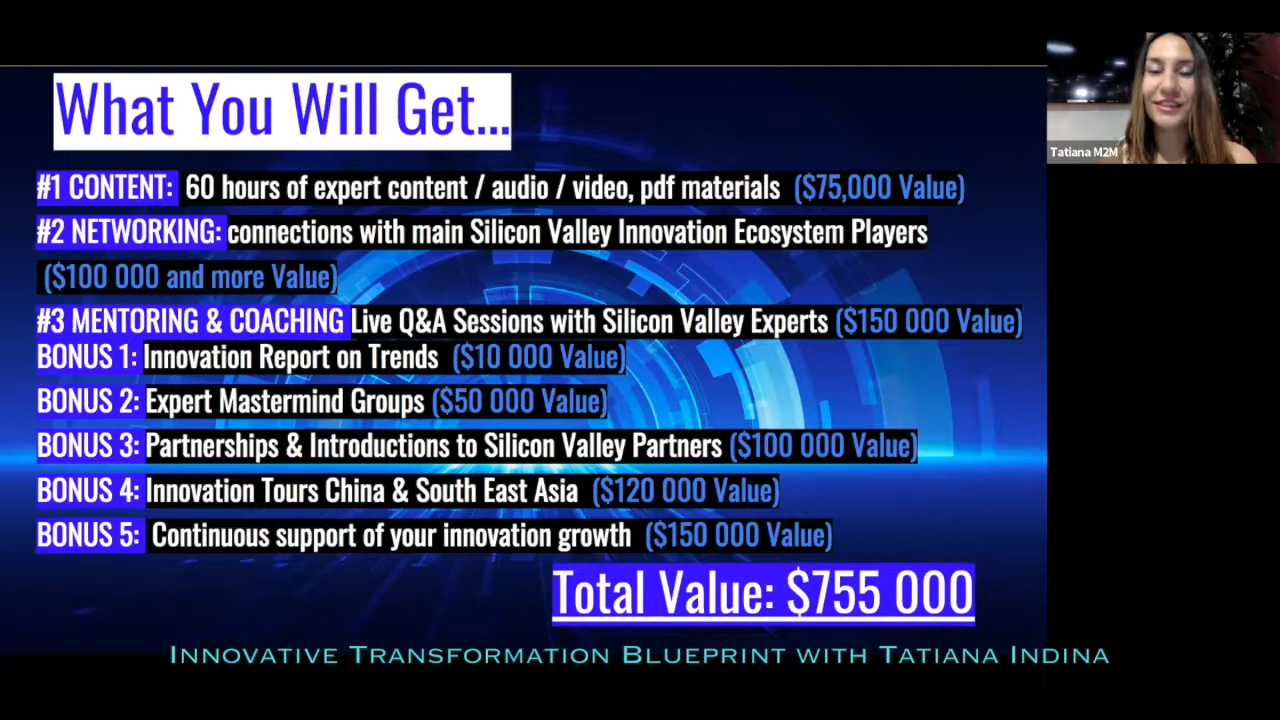 What You Will Get...
#1 CONTENT: 60 hours of expert content / audio / video, pdf materials ($75,000 Value)
#2 NETWORKING: connections with main Silicon Valley Innovation Ecosystem Players
($100 000 and more Value)
#3 MENTORING & COACHING Live Q&A Sessions with Silicon Valley Experts ($150 000 Value)
BONUS 1: Innovation Report on Trends ($10 000 Value)
BONUS 2: Expert Mastermind Groups ($50 000 Value)
BONUS 3: Partnerships & Introductions to Silicon Valley Partners ($100 000 Value)
BONUS 4: Innovation Tours China & South East Asia ($120 000 Value)
BONUS 5: Continuous support of your innovation growth ($150 000 Value)
Total Value: $755 000
INNOVATIVE TRANSFORMATION BLUEPRINT WITH TATIANA INDINA
Tatiana M2M